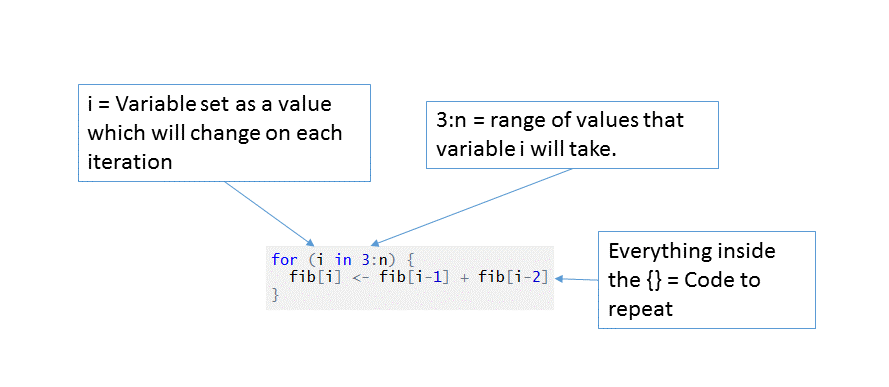 i = Variable set as a value
which will change on each
iteration
3:n = range of values that
variable i will take.
for (i in 3:n) {
  fib[i] <- fib[i-1] + fib[i-2]
}
Everything inside
the {} = Code to
repeat